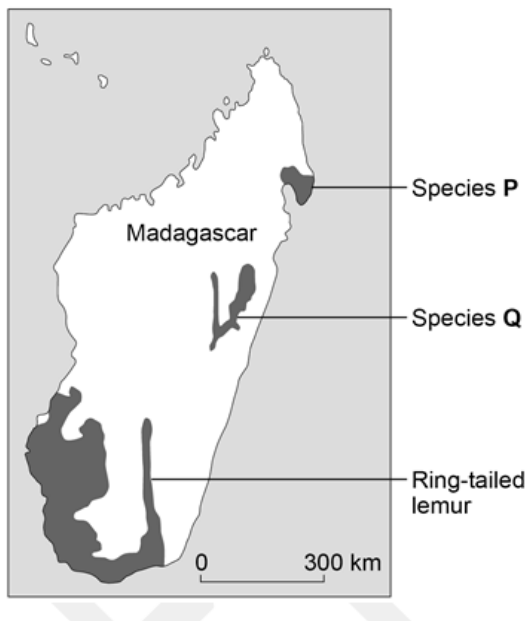 Species P
Madagascar
Species Q
Ring-tailed
lemur
0 300 km